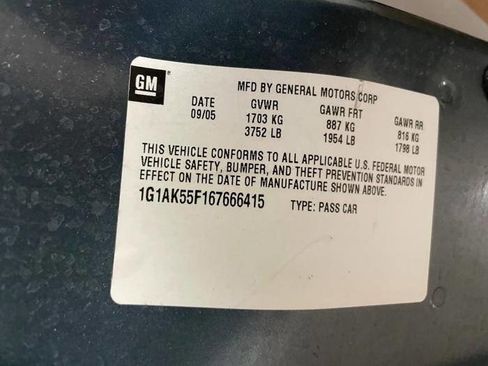 GM
MFD BY GENERAL MOTORS CORP
DATE GVWR GAWR FRT GAWR RR
09/05 1703 KG 887 KG 816 KG
3752 LB 1954 LB 1798 LB
THIS VEHICLE CONFORMS TO ALL APPLICABLE U.S. FEDERAL MOTOR
VEHICLE SAFETY, BUMPER, AND THEFT PREVENTION STANDARDS IN
EFFECT ON THE DATE OF MANUFACTURE SHOWN ABOVE.
1G1AK55F167666415 TYPE: PASS CAR